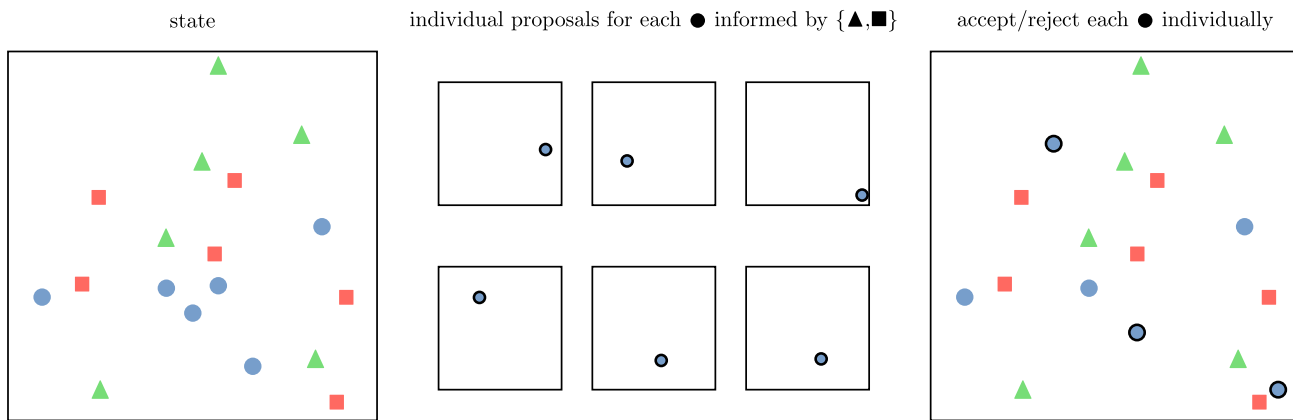 state
individual proposals for each ● informed by {▲,■}
accept/reject each ● individually